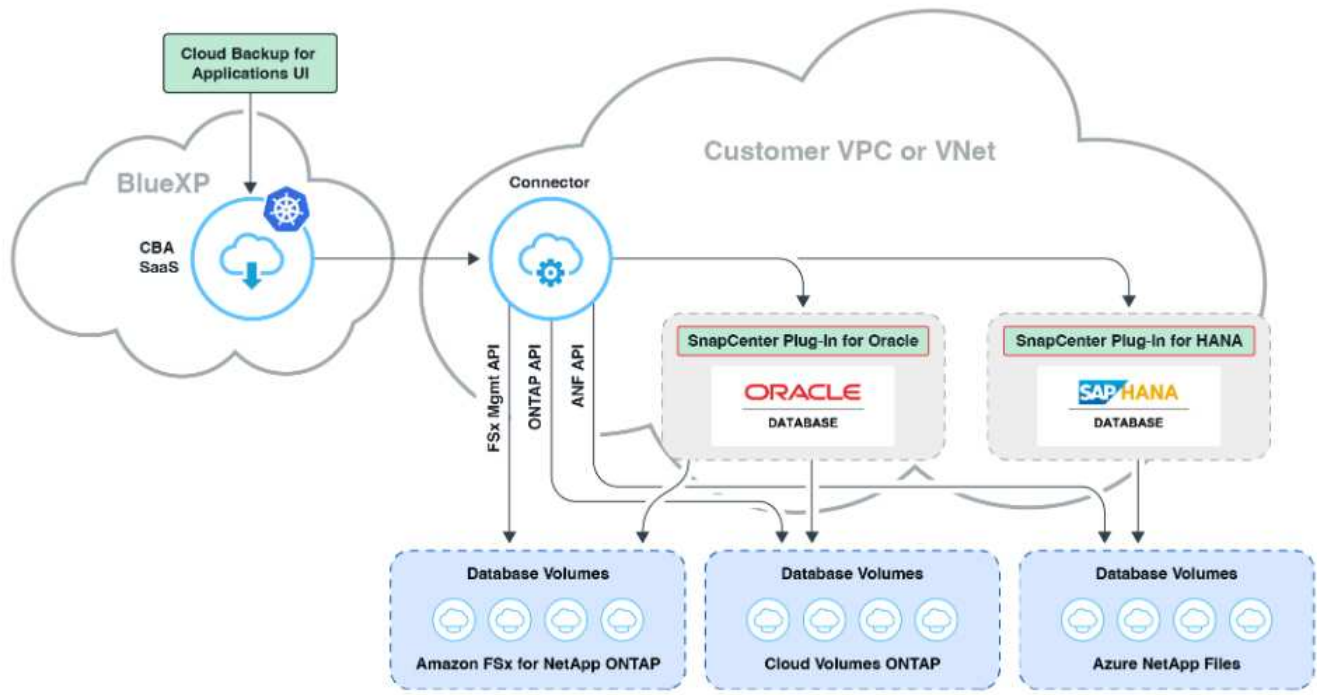 Cloud Backup for
Applications UI
BlueXP
Customer VPC or VNet
Connector
CBA
SaaS
FSx Mgmt API
ONTAP API
ANF API
SnapCenter Plug-In for Oracle
ORACLE
DATABASE
SnapCenter Plug-In for HANA
SAP HANA
DATABASE
Database Volumes
Amazon FSx for NetApp ONTAP
Database Volumes
Cloud Volumes ONTAP
Database Volumes
Azure NetApp Files